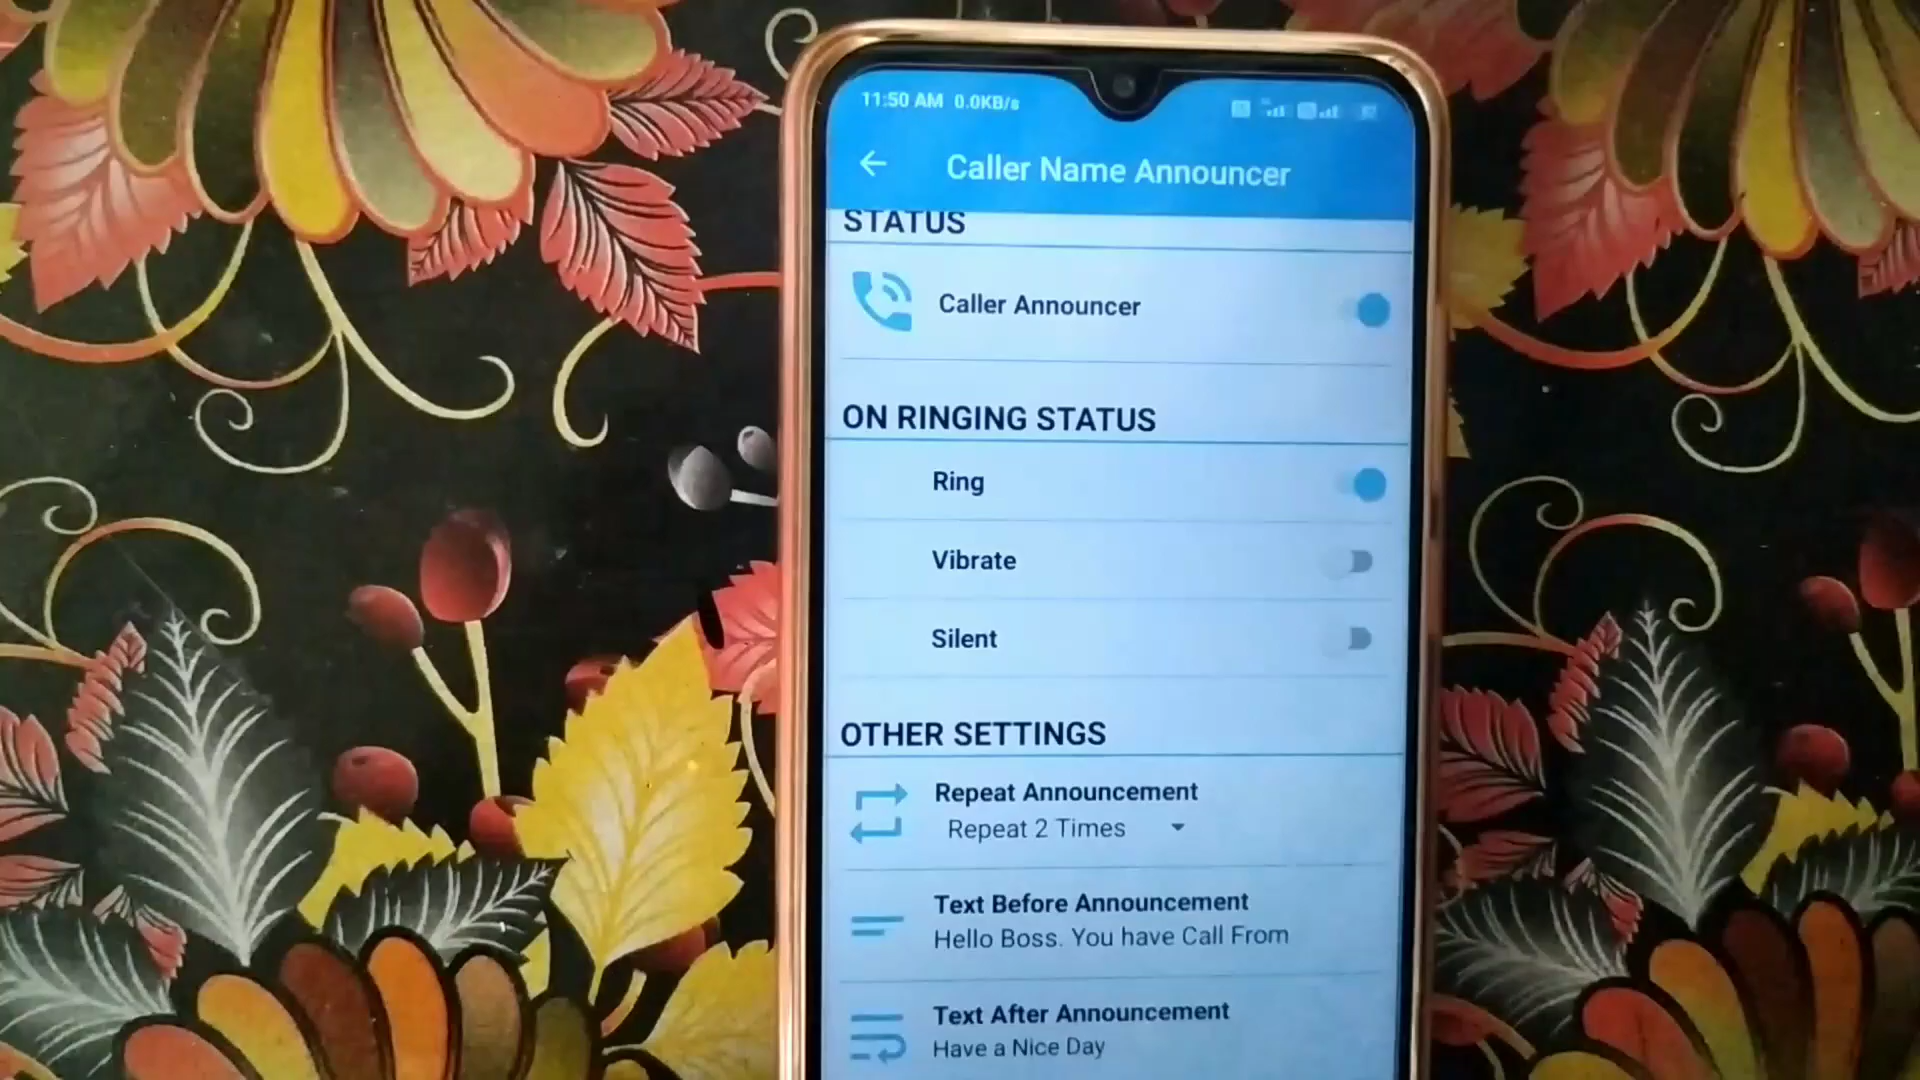 11:50 AM 0.0KB/s
Caller Name Announcer
STATUS
Caller Announcer
ON RINGING STATUS
Ring
Vibrate
Silent
OTHER SETTINGS
Repeat Announcement
Repeat 2 Times
Text Before Announcement
Hello Boss. You have Call From
Text After Announcement
Have a Nice Day